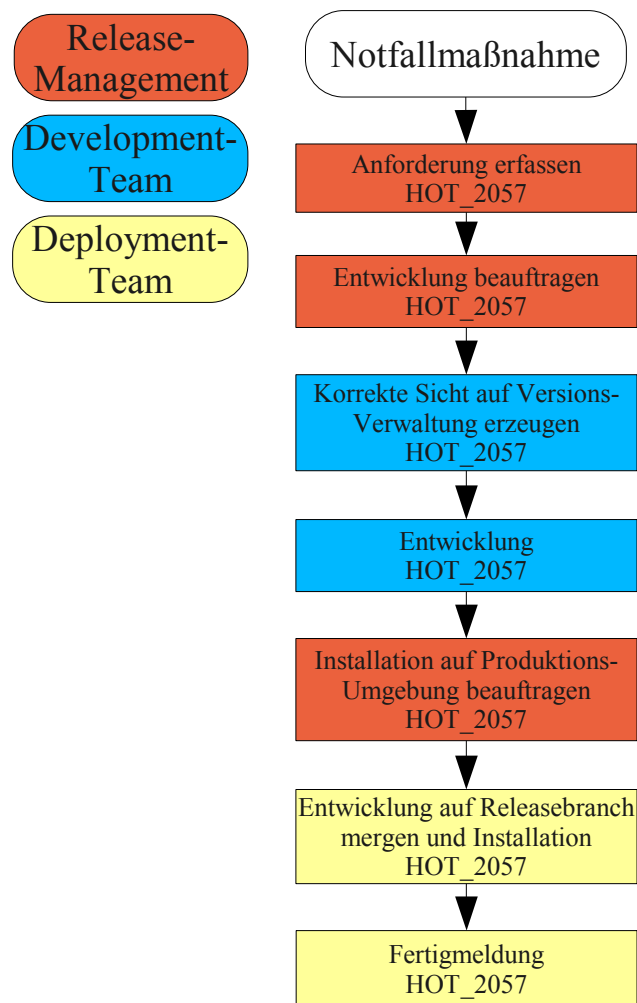 Release-
Management
Development-
Team
Deployment-
Team
Notfallmaßnahme
Anforderung erfassen
HOT_2057
Entwicklung beauftragen
HOT_2057
Korrekte Sicht auf Versions-
Verwaltung erzeugen
HOT_2057
Entwicklung
HOT_2057
Installation auf Produktions-
Umgebung beauftragen
HOT_2057
Entwicklung auf Releasebranch
mergen und Installation
HOT_2057
Fertigmeldung
HOT_2057